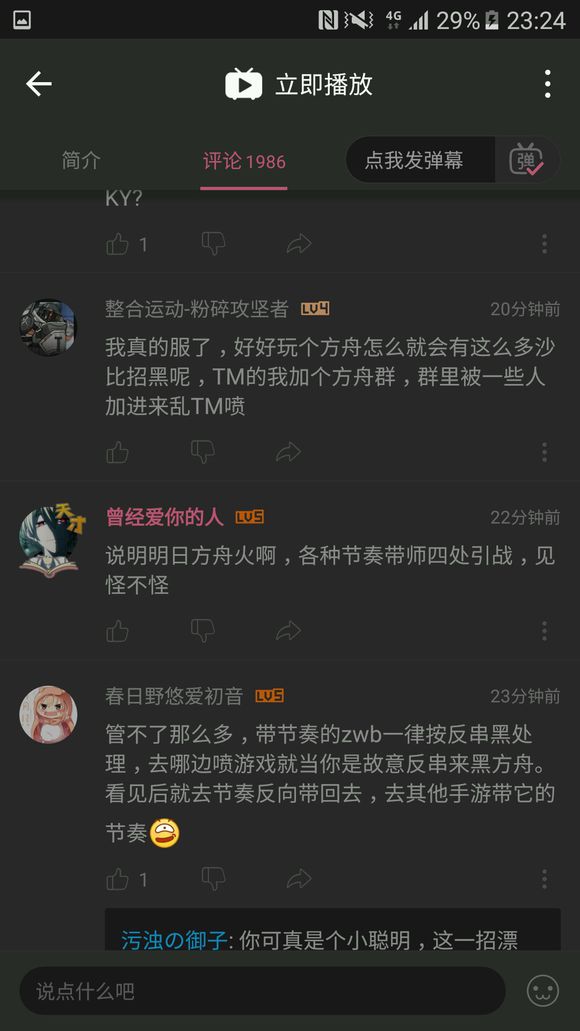 4G 29% 23:24
立即播放
简介 评论 1986 点我发弹幕 弹
KY?
1
整合运动-粉碎攻坚者 LV4 20分钟前
我真的服了，好好玩个方舟怎么就会有这么多沙
比招黑呢，TM的我加个方舟群，群里被一些人
加进来乱TM喷
天才
曾经爱你的人 LV5 22分钟前
说明明日方舟火啊，各种节奏带师四处引战，见
怪不怪
春日野悠爱初音 LV5 23分钟前
管不了那么多，带节奏的zwb一律按反串黑处
理，去哪边喷游戏就当你是故意反串来黑方舟。
看见后就去节奏反向带回去，去其他手游带它的
节奏
1
污浊の御子: 你可真是个小聪明，这一招漂
说点什么吧